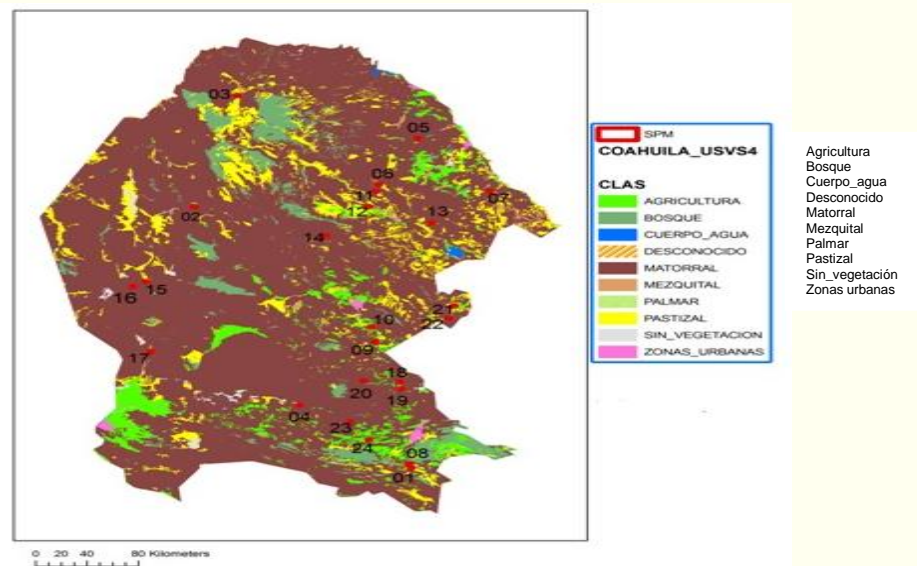 03
05
06
11
07
02
12
13
14
15
16
21
22
10
09
17
18
20
19
04
23
24
08
01
0 20 40 80 Kilometers
SPM
COAHUILA_USVS4
CLAS
AGRICULTURA
BOSQUE
CUERPO_AGUA
DESCONOCIDO
MATORRAL
MEZQUITAL
PALMAR
PASTIZAL
SIN_VEGETACION
ZONAS_URBANAS
Agricultura
Bosque
Cuerpo_agua
Desconocido
Matorral
Mezquital
Palmar
Pastizal
Sin_vegetación
Zonas urbanas